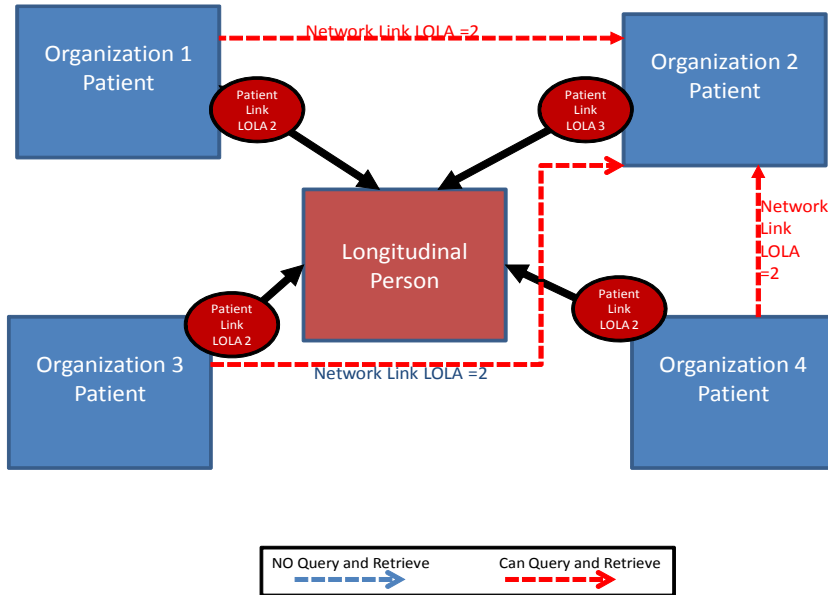 Network Link LOLA =2
Organization 1
Patient
Organization 2
Patient
Patient
Link
LOLA 2
Patient
Link
LOLA 3
Network
Link
LOLA
=2
Longitudinal
Person
Patient
Link
LOLA 2
Patient
Link
LOLA 2
Organization 3
Patient
Network Link LOLA =2
Organization 4
Patient
NO Query and Retrieve
Can Query and Retrieve